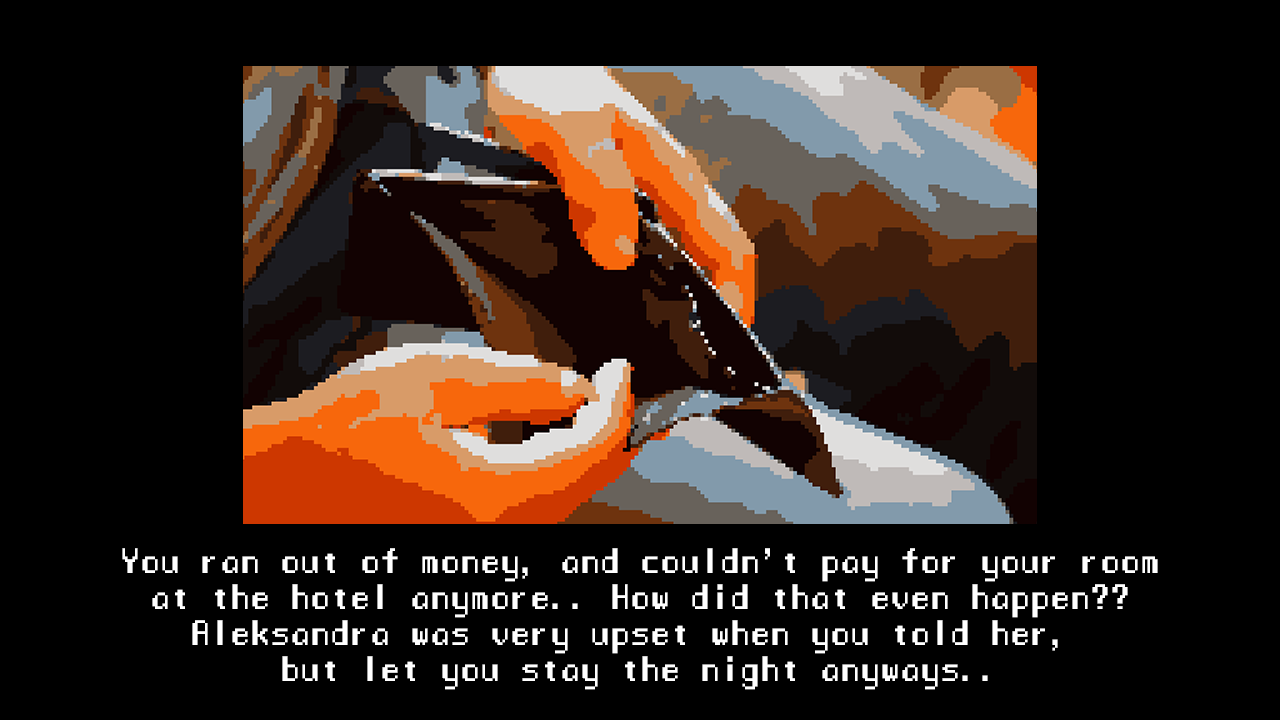 You ran out of money, and couldn't pay for your room
at the hotel anymore.. How did that even happen??
Aleksandra was very upset when you told her,
but let you stay the night anyways..